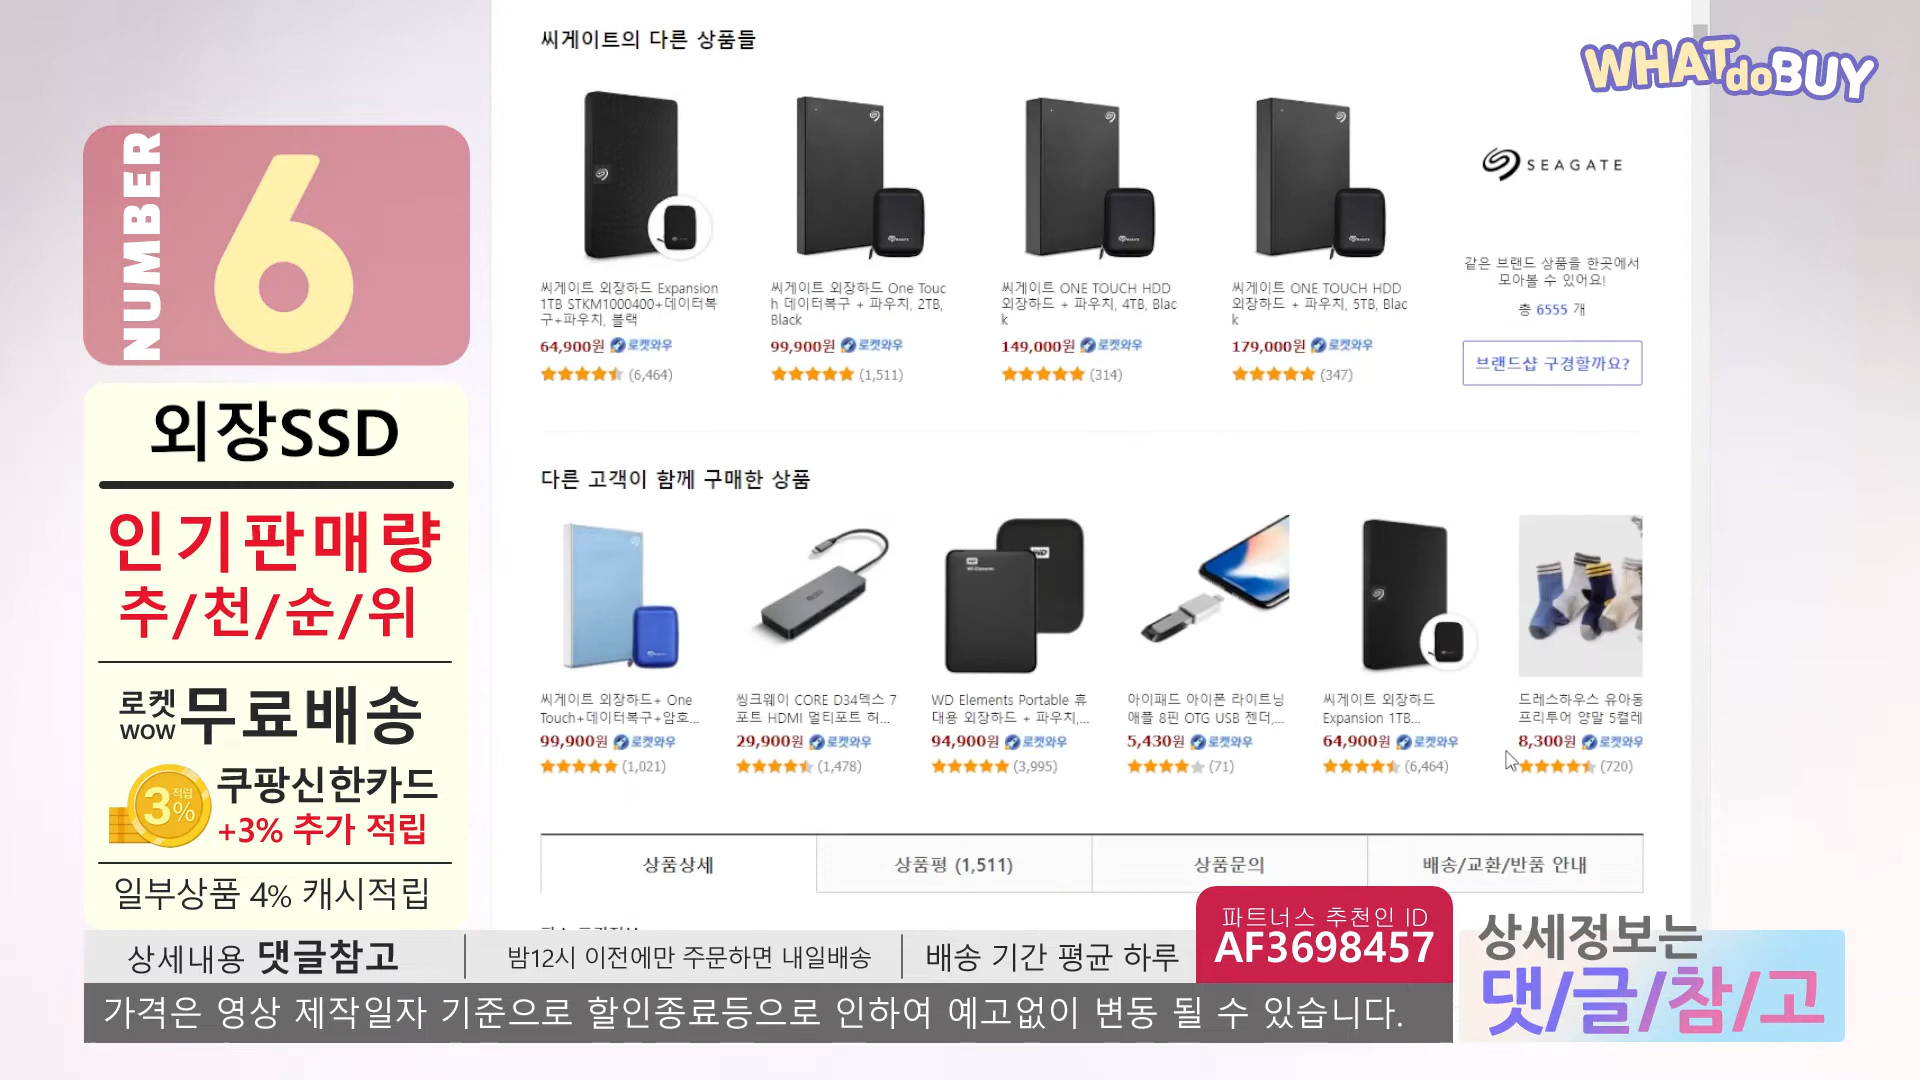 씨게이트의 다른 상품들
WHAT do BUY
NUMBER
6
SEAGATE
씨게이트 외장하드 Expansion
1TB STKM1000400+데이터복
구+파우치, 블랙
64,900원 로켓와우
(6,464)
씨게이트 외장하드 One Touc
h 데이터복구 + 파우치, 2TB,
Black
99,900원 로켓와우
(1,511)
씨게이트 ONE TOUCH HDD
외장하드 + 파우치, 4TB, Blac
k
149,000원 로켓와우
(314)
씨게이트 ONE TOUCH HDD
외장하드 + 파우치, 5TB, Blac
k
179,000원 로켓와우
(347)
같은 브랜드 상품을 한곳에서
모아볼 수 있어요!
총 6555 개
브랜드샵 구경할까요?
외장SSD
인기판매량
추/천/순/위
로켓
wow
무료배송
적립
3%
쿠팡신한카드
+3% 추가 적립
일부상품 4% 캐시적립
다른 고객이 함께 구매한 상품
씨게이트 외장하드+ One
Touch+데이터복구+암호...
99,900원 로켓와우
(1,021)
씽크웨이 CORE D34덱스 7
포트 HDMI 멀티포트 허...
29,900원 로켓와우
(1,478)
WD
WD Elements Portable 휴
대용 외장하드 + 파우치,...
94,900원 로켓와우
(3,995)
아이패드 아이폰 라이트닝
애플 8핀 OTG USB 젠더,...
5,430원 로켓와우
(71)
씨게이트 외장하드
Expansion 1TB...
64,900원 로켓와우
(6,464)
드레스하우스 유아동
프리투어 양말 5컬레
8,300원 로켓와우
(720)
상품상세
상품평 (1,511)
상품문의
배송/교환/반품 안내
상세내용 댓글참고
밤12시 이전에만 주문하면 내일배송
배송 기간 평균 하루
파트너스 추천인 ID
AF3698457
상세정보는
댓/글/참/고
가격은 영상 제작일자 기준으로 할인종료등으로 인하여 예고없이 변동 될 수 있습니다.